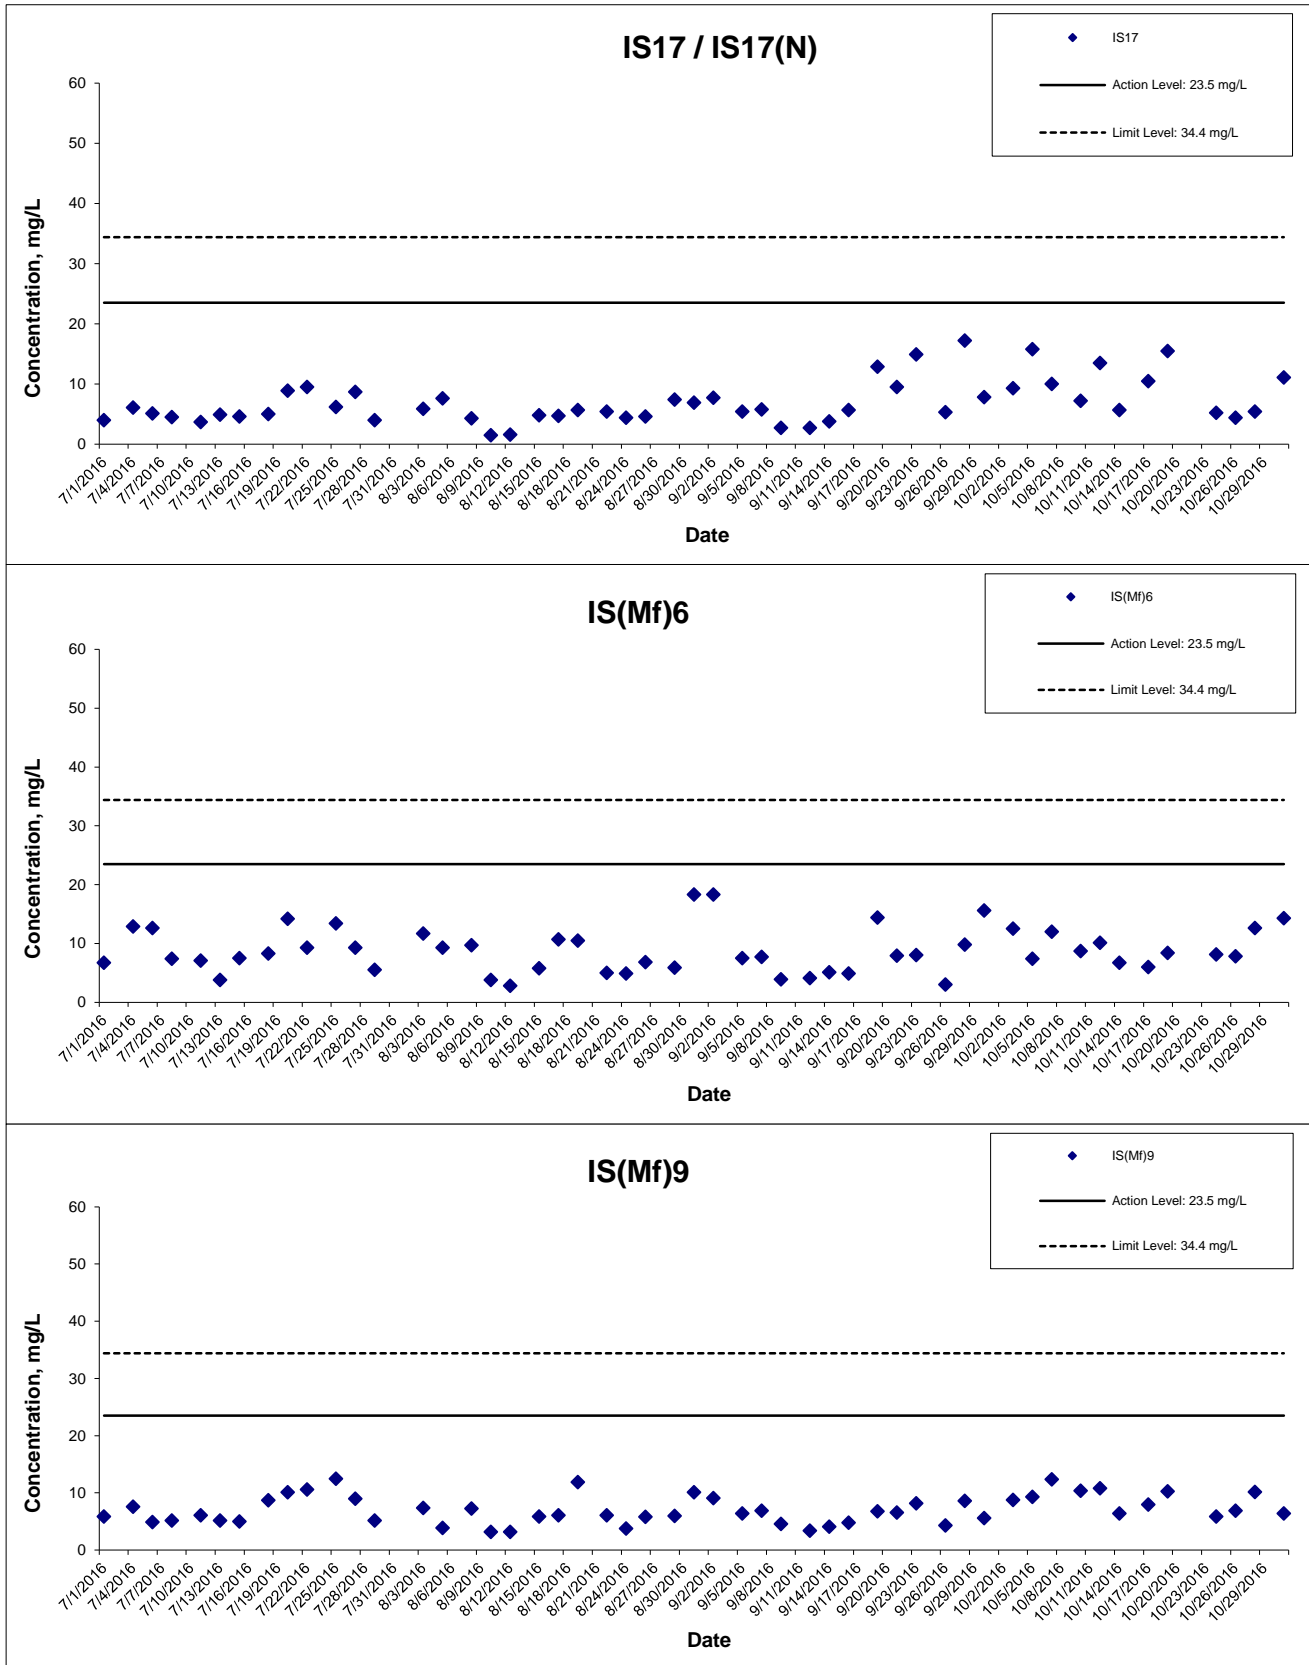 IS17 / IS17(N)
IS17
Action Level: 23.5 mg/L
Limit Level: 34.4 mg/L
Concentration, mg/L
60
50
40
30
20
10
0
7/1/2016 7/4/2016 7/7/2016 7/10/2016 7/13/2016 7/16/2016 7/19/2016 7/22/2016 7/25/2016 7/28/2016 7/31/2016 8/3/2016 8/6/2016 8/9/2016 8/12/2016 8/15/2016 8/18/2016 8/21/2016 8/24/2016 8/27/2016 8/30/2016 9/2/2016 9/5/2016 9/8/2016 9/11/2016 9/14/2016 9/17/2016 9/20/2016 9/23/2016 9/26/2016 9/29/2016 10/2/2016 10/5/2016 10/8/2016 10/11/2016 10/14/2016 10/17/2016 10/20/2016 10/23/2016 10/26/2016 10/29/2016
Date
IS(Mf)6
IS(Mf)6
Action Level: 23.5 mg/L
Limit Level: 34.4 mg/L
Concentration, mg/L
60
50
40
30
20
10
0
7/1/2016 7/4/2016 7/7/2016 7/10/2016 7/13/2016 7/16/2016 7/19/2016 7/22/2016 7/25/2016 7/28/2016 7/31/2016 8/3/2016 8/6/2016 8/9/2016 8/12/2016 8/15/2016 8/18/2016 8/21/2016 8/24/2016 8/27/2016 8/30/2016 9/2/2016 9/5/2016 9/8/2016 9/11/2016 9/14/2016 9/17/2016 9/20/2016 9/23/2016 9/26/2016 9/29/2016 10/2/2016 10/5/2016 10/8/2016 10/11/2016 10/14/2016 10/17/2016 10/20/2016 10/23/2016 10/26/2016 10/29/2016
Date
IS(Mf)9
IS(Mf)9
Action Level: 23.5 mg/L
Limit Level: 34.4 mg/L
Concentration, mg/L
60
50
40
30
20
10
0
7/1/2016 7/4/2016 7/7/2016 7/10/2016 7/13/2016 7/16/2016 7/19/2016 7/22/2016 7/25/2016 7/28/2016 7/31/2016 8/3/2016 8/6/2016 8/9/2016 8/12/2016 8/15/2016 8/18/2016 8/21/2016 8/24/2016 8/27/2016 8/30/2016 9/2/2016 9/5/2016 9/8/2016 9/11/2016 9/14/2016 9/17/2016 9/20/2016 9/23/2016 9/26/2016 9/29/2016 10/2/2016 10/5/2016 10/8/2016 10/11/2016 10/14/2016 10/17/2016 10/20/2016 10/23/2016 10/26/2016 10/29/2016
Date